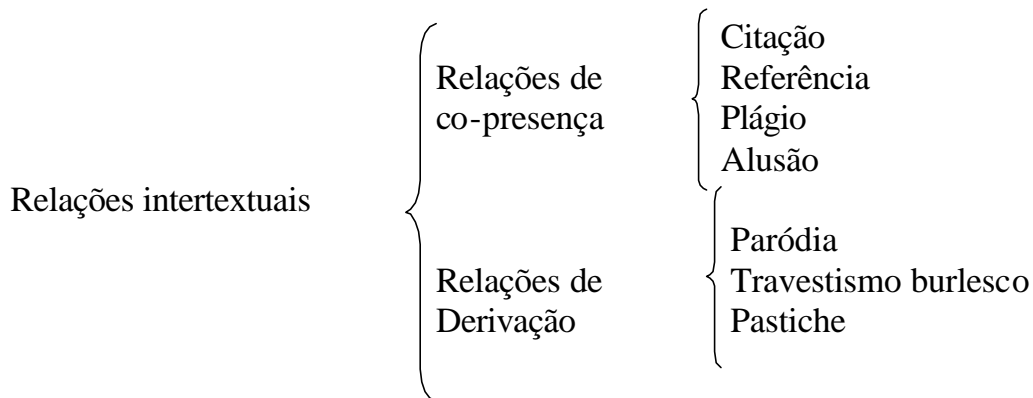 Relações intertextuais
Relações de
co-presença
Citação
Referência
Plágio
Alusão
Relações de
Derivação
Paródia
Travestismo burlesco
Pastiche